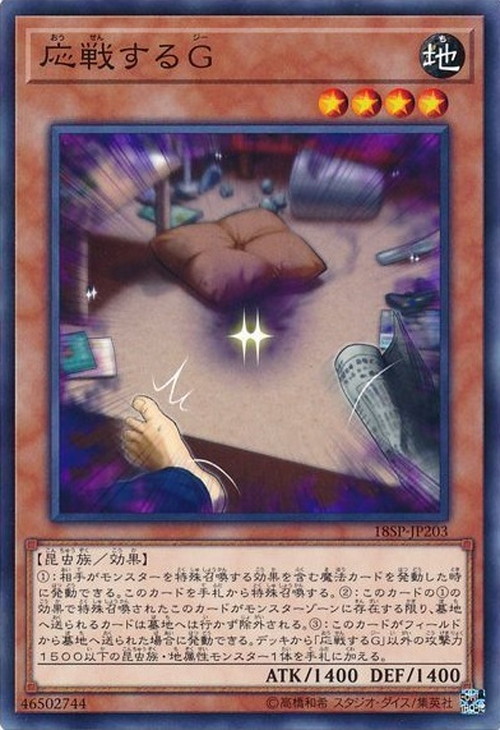 応戦するG
おうせん ジー
地
18SP-JP203
【昆虫族／効果】
①：相手がモンスターを特殊召喚する効果を含む魔法カードを発動した時
に発動できる。このカードを手札から特殊召喚する。②：このカードの①の
効果で特殊召喚されたこのカードがモンスターゾーンに存在する限り、墓地
へ送られるカードは墓地へは行かず除外される。③：このカードがフィールド
から墓地へ送られた場合に発動できる。デッキから「応戦するG」以外の攻撃力
1500以下の昆虫族・地属性モンスター1体を手札に加える。
ATK/1400 DEF/1400
46502744
©高橋和希 スタジオ・ダイス/集英社